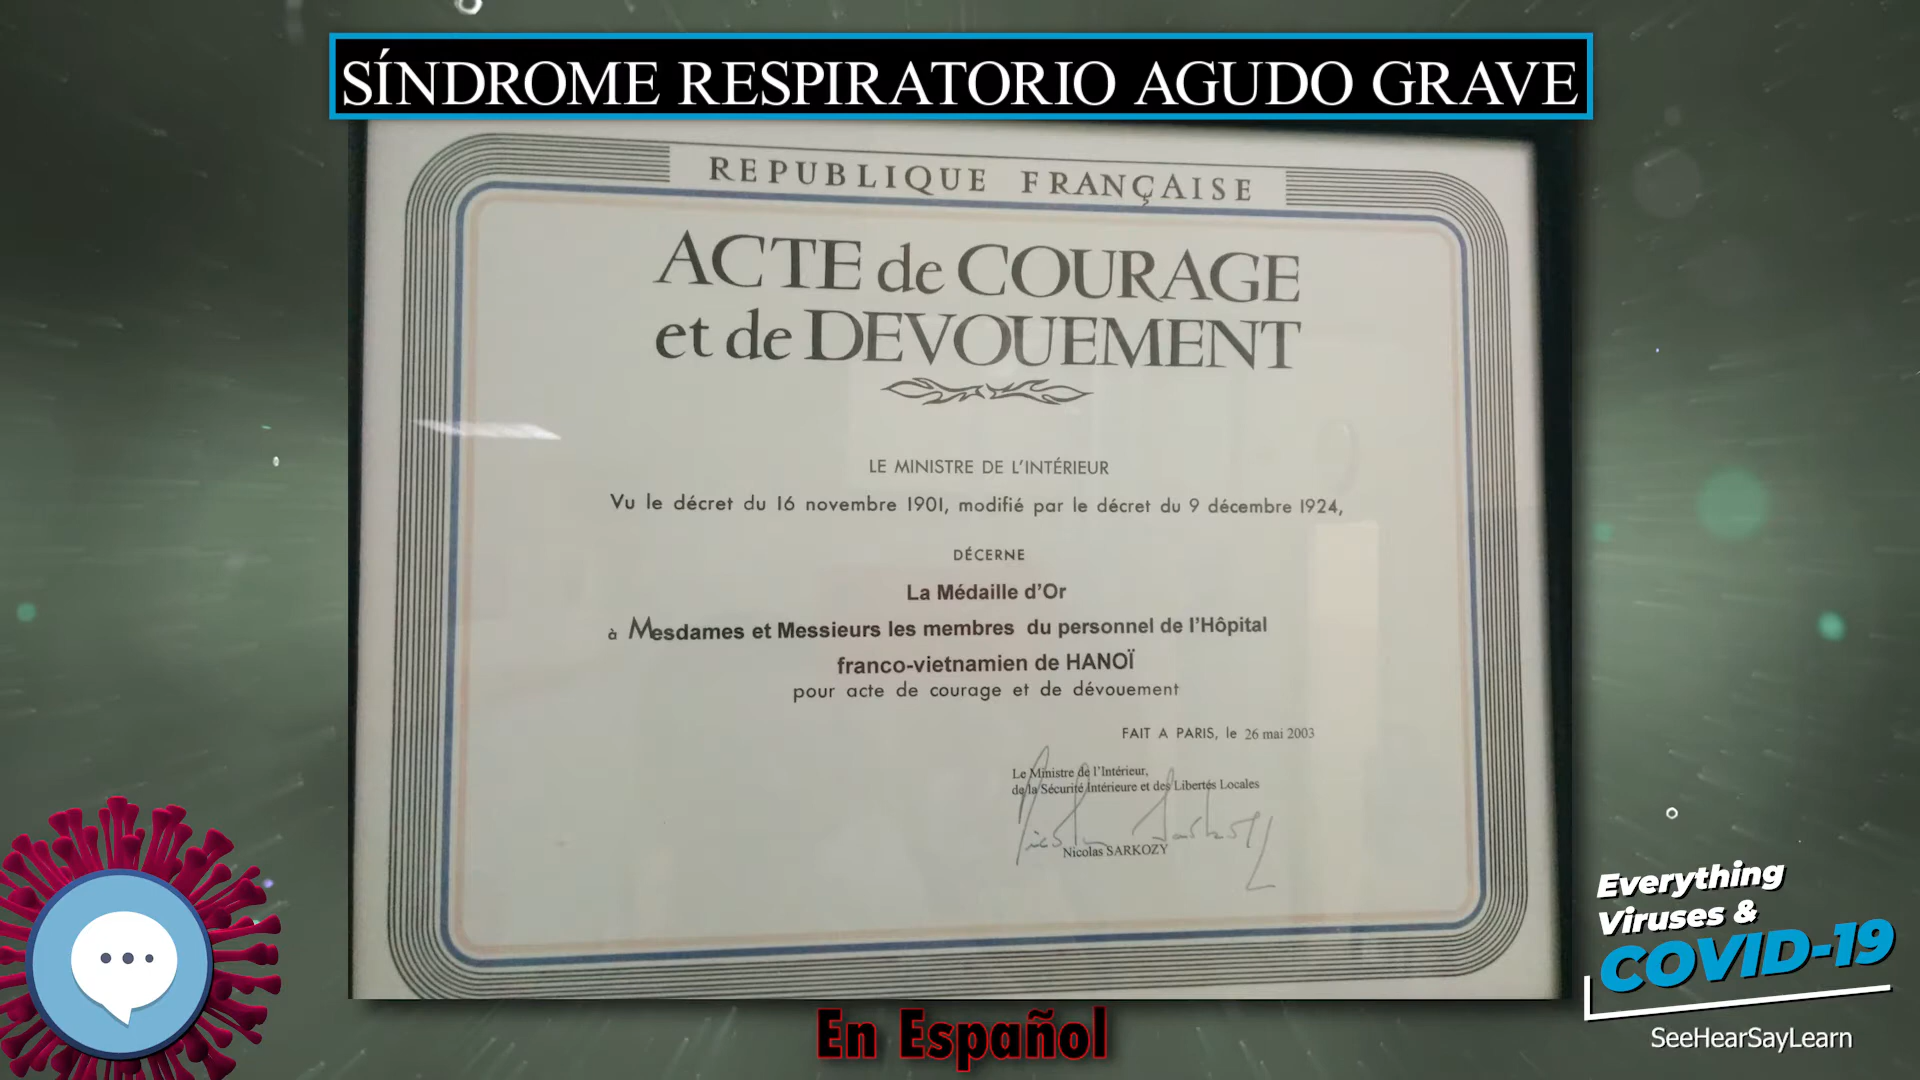 SÍNDROME RESPIRATORIO AGUDO GRAVE
REPUBLIQUE FRANÇAISE
ACTE de COURAGE
et de DEVOUEMENT
LE MINISTRE DE L'INTÉRIEUR
Vu le décret du 16 novembre 1901, modifié par le décret du 9 décembre 1924,
DÉCERNE
La Médaille d'Or
à Mesdames et Messieurs les membres du personnel de l'Hôpital
franco-vietnamien de HANOÏ
pour acte de courage et de dévouement
FAIT A PARIS, le 26 mai 2003
Le Ministre de l'Intérieur,
de la Sécurité Intérieure et des Libertés Locales
Nicolas Sarkozy
Nicolas SARKOZY
Everything
Viruses &
COVID-19
SeeHearSayLearn
En Español